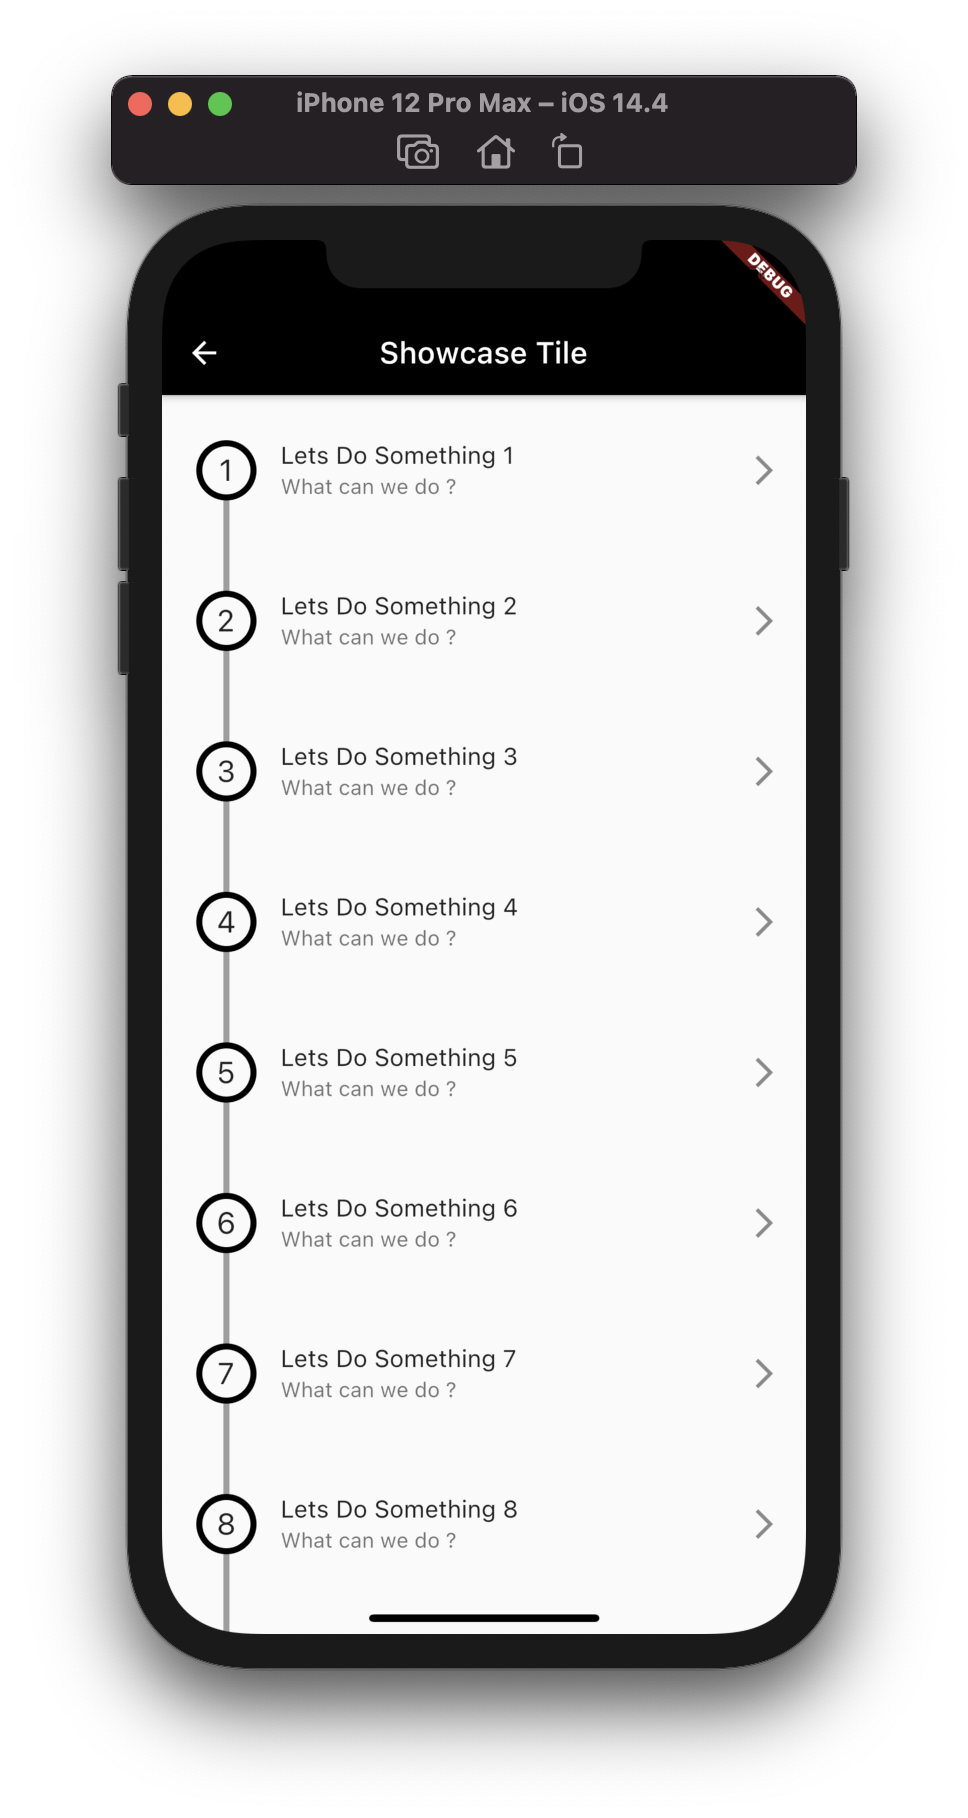 iPhone 12 Pro Max – iOS 14.4
DEBUG
Showcase Tile
1
Lets Do Something 1
What can we do ?
2
Lets Do Something 2
What can we do ?
3
Lets Do Something 3
What can we do ?
4
Lets Do Something 4
What can we do ?
5
Lets Do Something 5
What can we do ?
6
Lets Do Something 6
What can we do ?
7
Lets Do Something 7
What can we do ?
8
Lets Do Something 8
What can we do ?